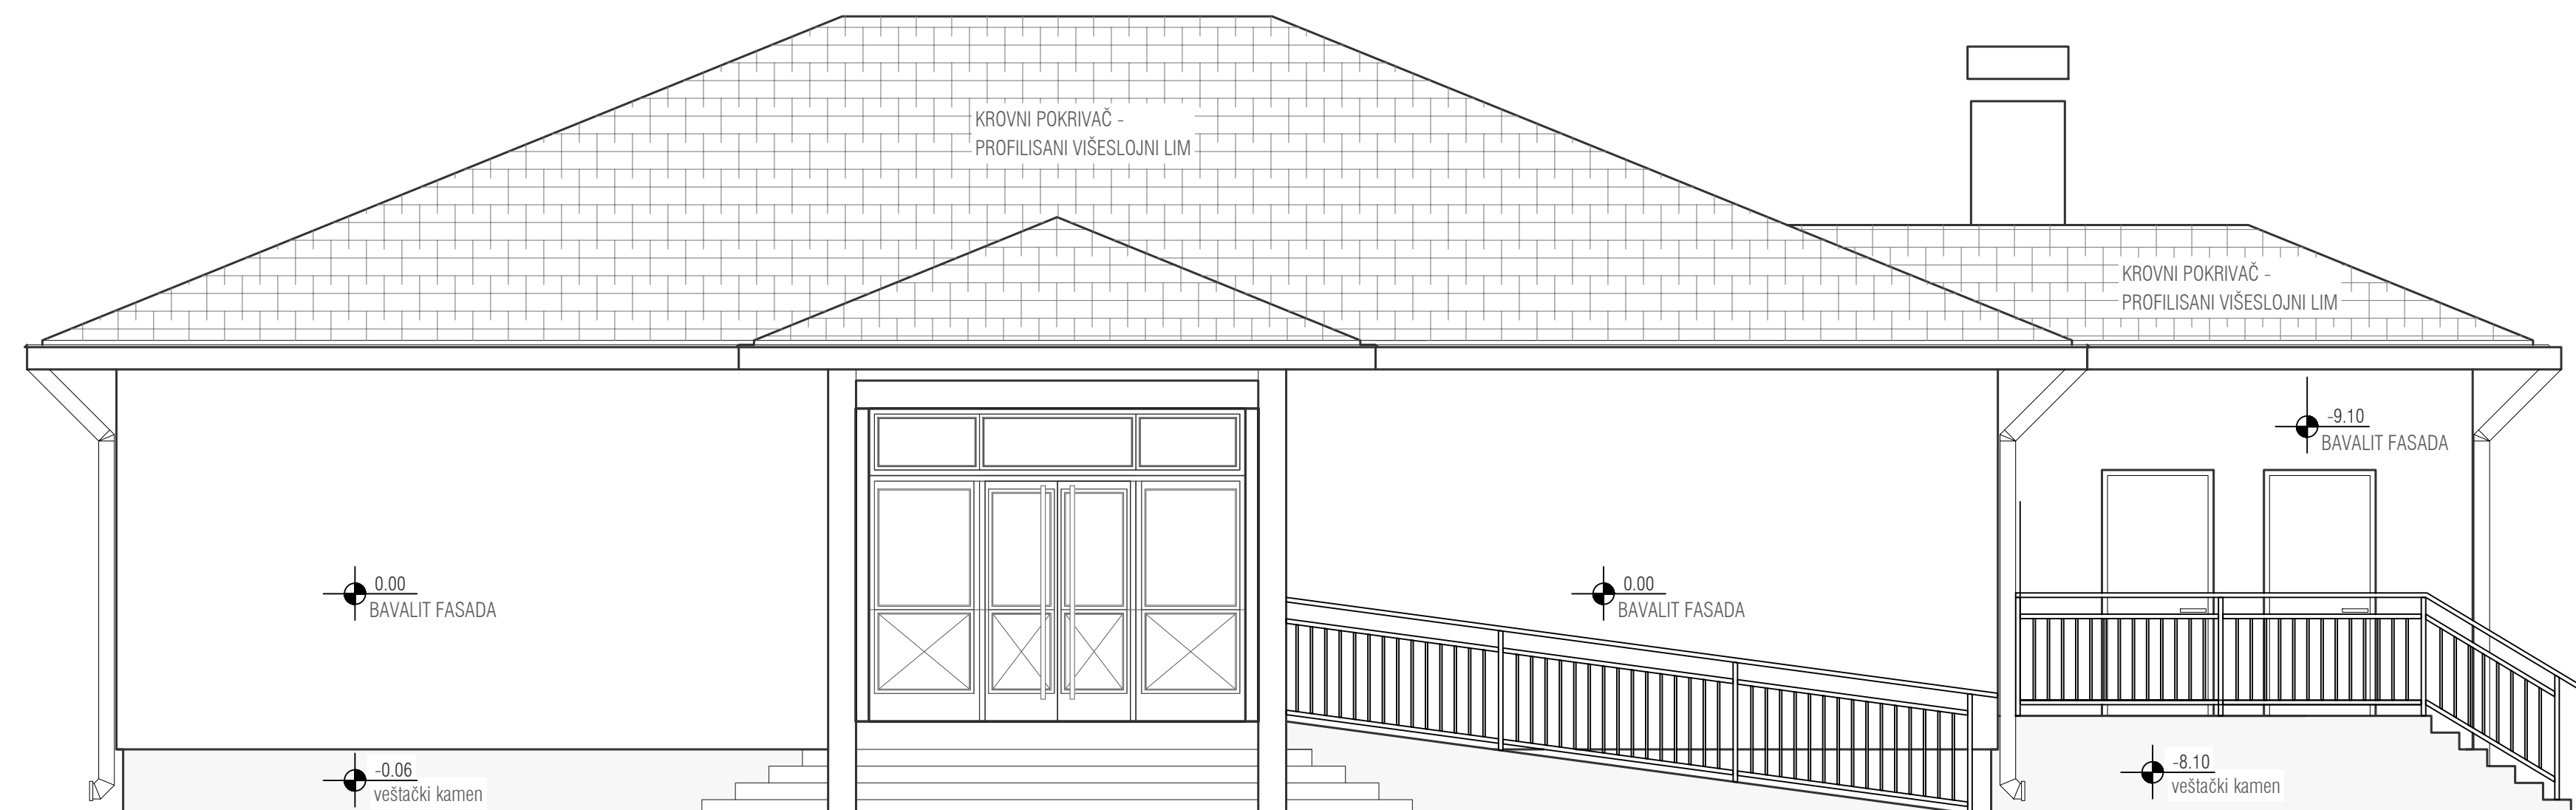 KROVNI POKRIVAČ -
PROFILISANI VIŠESLOJNI LIM
KROVNI POKRIVAČ -
PROFILISANI VIŠESLOJNI LIM
-9.10
BAVALIT FASADA
0.00
BAVALIT FASADA
0.00
BAVALIT FASADA
-0.06
veštački kamen
-8.10
veštački kamen